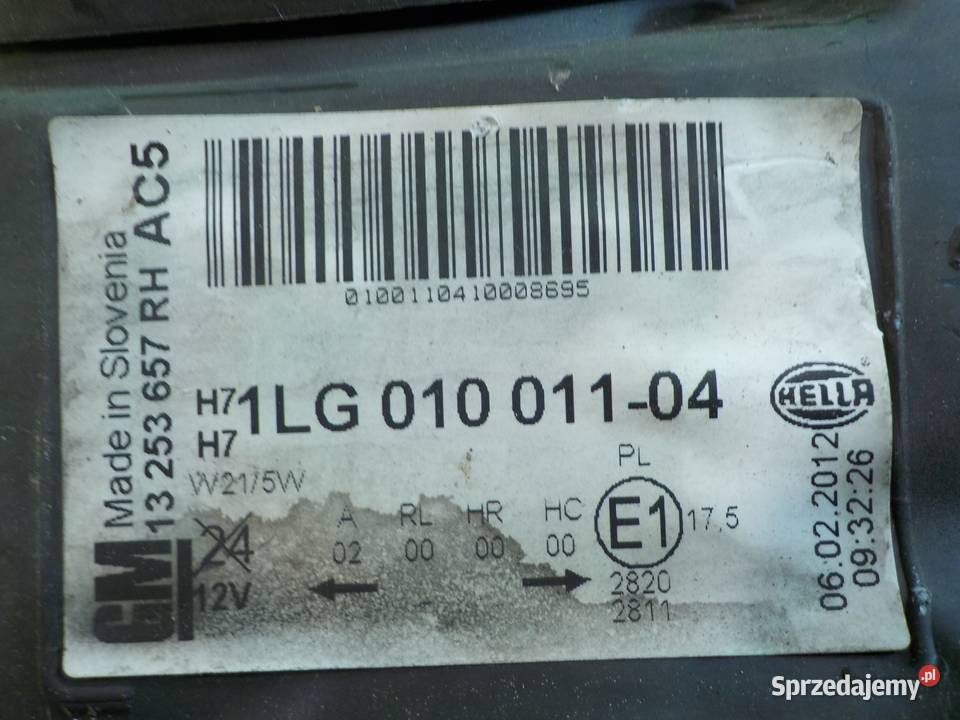 Made in Slovenia
13 253 657 RH AC5
GM
0100110410008695
H7
H7
1LG 010 011-04
HELLA
®
W21/5W
PL
24
12V
A RL HR HC
02 00 00 00
E1
17,5
2820
2811
06.02.2012
09:32:26
Sprzedajemy.pl